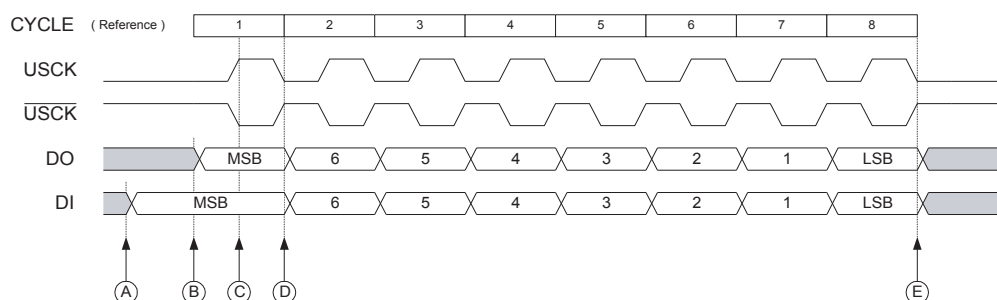 CYCLE ( Reference ) 1 2 3 4 5 6 7 8
USCK
USCK
DO MSB 6 5 4 3 2 1 LSB
DI MSB 6 5 4 3 2 1 LSB
A B C D E